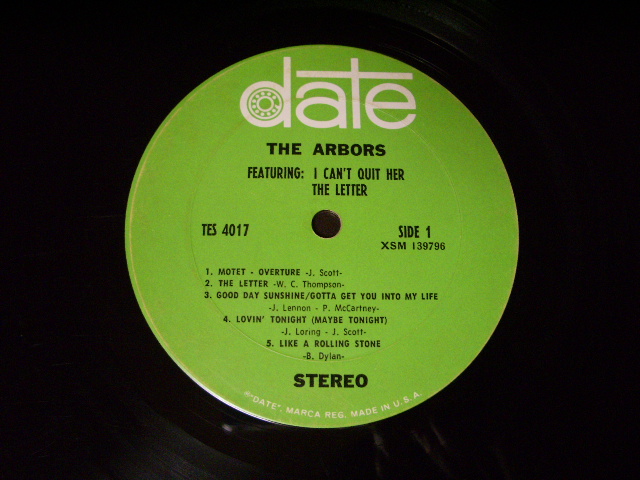 date
THE ARBORS
FEATURING: I CAN'T QUIT HER
THE LETTER
TES 4017
SIDE 1
XSM 139796
1. MOTET - OVERTURE -J. Scott-
2. THE LETTER -W. C. Thompson-
3. GOOD DAY SUNSHINE/GOTTA GET YOU INTO MY LIFE
-J. Lennon - P. McCartney-
4. LOVIN' TONIGHT (MAYBE TONIGHT)
-J. Loring - J. Scott-
5. LIKE A ROLLING STONE
-B. Dylan-
STEREO
®"DATE". MARCA REG. MADE IN U.S.A.